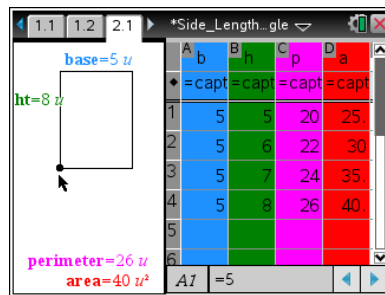 1.1 1.2 2.1 *Side_Length…gle
base=5 u
ht=8 u
perimeter=26 u
area=40 u²
A b B h C p D a
◆ =capt =capt =capt =capt
1 5 5 20 25.
2 5 6 22 30
3 5 7 24 35.
4 5 8 26 40.
5
6
A1 =5